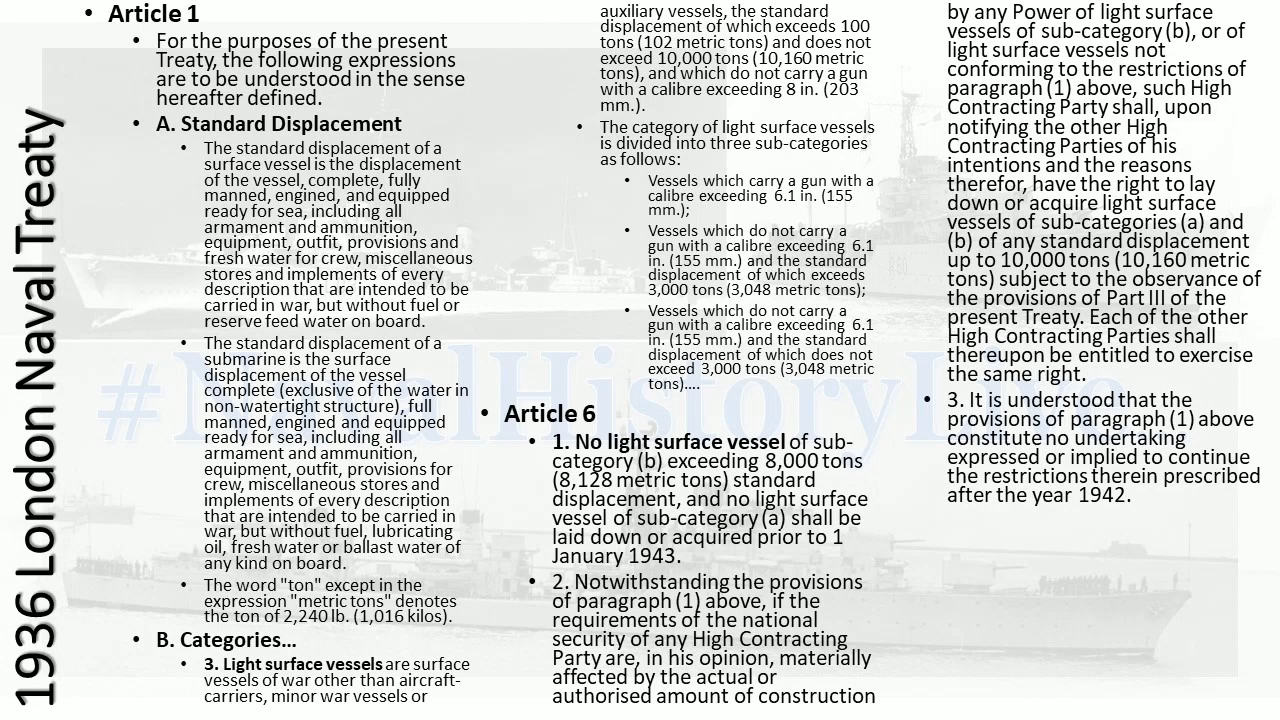 1936 London Naval Treaty
• Article 1
• For the purposes of the present
Treaty, the following expressions
are to be understood in the sense
hereafter defined.
• A. Standard Displacement
• The standard displacement of a
surface vessel is the displacement
of the vessel, complete, fully
manned, engined, and equipped
ready for sea, including all
armament and ammunition,
equipment, outfit, provisions and
fresh water for crew, miscellaneous
stores and implements of every
description that are intended to be
carried in war, but without fuel or
reserve feed water on board.
• The standard displacement of a
submarine is the surface
displacement of the vessel
complete (exclusive of the water in
non-watertight structure), full
manned, engined and equipped
ready for sea, including all
armament and ammunition,
equipment, outfit, provisions for
crew, miscellaneous stores and
implements of every description
that are intended to be carried in
war, but without fuel, lubricating
oil, fresh water or ballast water of
any kind on board.
• The word "ton" except in the
expression "metric tons" denotes
the ton of 2,240 lb. (1,016 kilos).
• B. Categories…
• 3. Light surface vessels are surface
vessels of war other than aircraft-
carriers, minor war vessels or
auxiliary vessels, the standard
displacement of which exceeds 100
tons (102 metric tons) and does not
exceed 10,000 tons (10,160 metric
tons), and which do not carry a gun
with a calibre exceeding 8 in. (203
mm.).
• The category of light surface vessels
is divided into three sub-categories
as follows:
• Vessels which carry a gun with a
calibre exceeding 6.1 in. (155
mm.);
• Vessels which do not carry a
gun with a calibre exceeding 6.1
in. (155 mm.) and the standard
displacement of which exceeds
3,000 tons (3,048 metric tons);
• Vessels which do not carry a
gun with a calibre exceeding 6.1
in. (155 mm.) and the standard
displacement of which does not
exceed 3,000 tons (3,048 metric
tons)….
• Article 6
• 1. No light surface vessel of sub-
category (b) exceeding 8,000 tons
(8,128 metric tons) standard
displacement, and no light surface
vessel of sub-category (a) shall be
laid down or acquired prior to 1
January 1943.
• 2. Notwithstanding the provisions
of paragraph (1) above, if the
requirements of the national
security of any High Contracting
Party are, in his opinion, materially
affected by the actual or
authorised amount of construction
by any Power of light surface
vessels of sub-category (b), or of
light surface vessels not
conforming to the restrictions of
paragraph (1) above, such High
Contracting Party shall, upon
notifying the other High
Contracting Parties of his
intentions and the reasons
therefor, have the right to lay
down or acquire light surface
vessels of sub-categories (a) and
(b) of any standard displacement
up to 10,000 tons (10,160 metric
tons) subject to the observance of
the provisions of Part III of the
present Treaty. Each of the other
High Contracting Parties shall
thereupon be entitled to exercise
the same right.
• 3. It is understood that the
provisions of paragraph (1) above
constitute no undertaking
expressed or implied to continue
the restrictions therein prescribed
after the year 1942.
#NavalHistoryLive